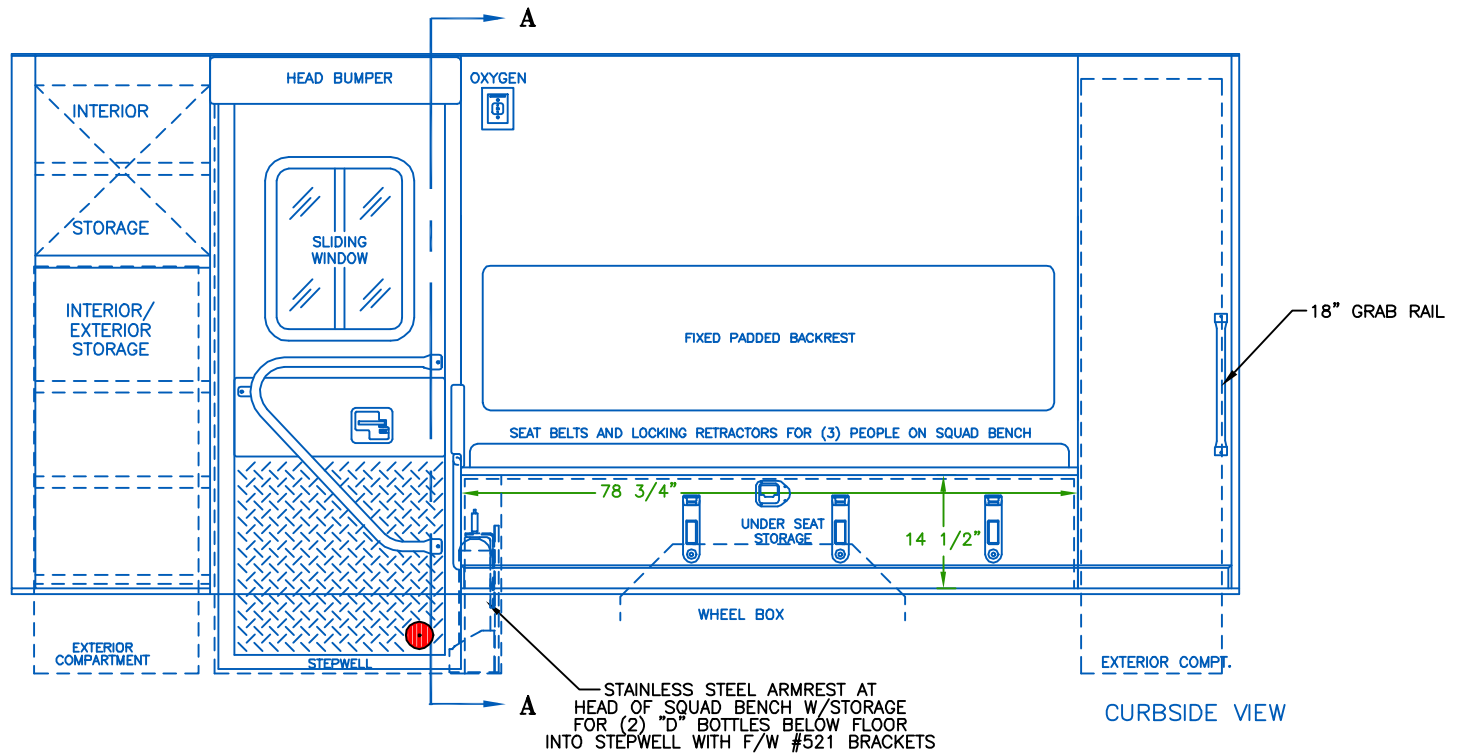 A
HEAD BUMPER
OXYGEN
INTERIOR
STORAGE
SLIDING
WINDOW
INTERIOR/
EXTERIOR
STORAGE
18” GRAB RAIL
FIXED PADDED BACKREST
SEAT BELTS AND LOCKING RETRACTORS FOR (3) PEOPLE ON SQUAD BENCH
78 3/4”
UNDER SEAT
STORAGE
14 1/2”
WHEEL BOX
EXTERIOR
COMPARTMENT
STEPWELL
EXTERIOR COMPT.
A
STAINLESS STEEL ARMREST AT
HEAD OF SQUAD BENCH W/STORAGE
FOR (2) ”D” BOTTLES BELOW FLOOR
INTO STEPWELL WITH F/W #521 BRACKETS
CURBSIDE VIEW